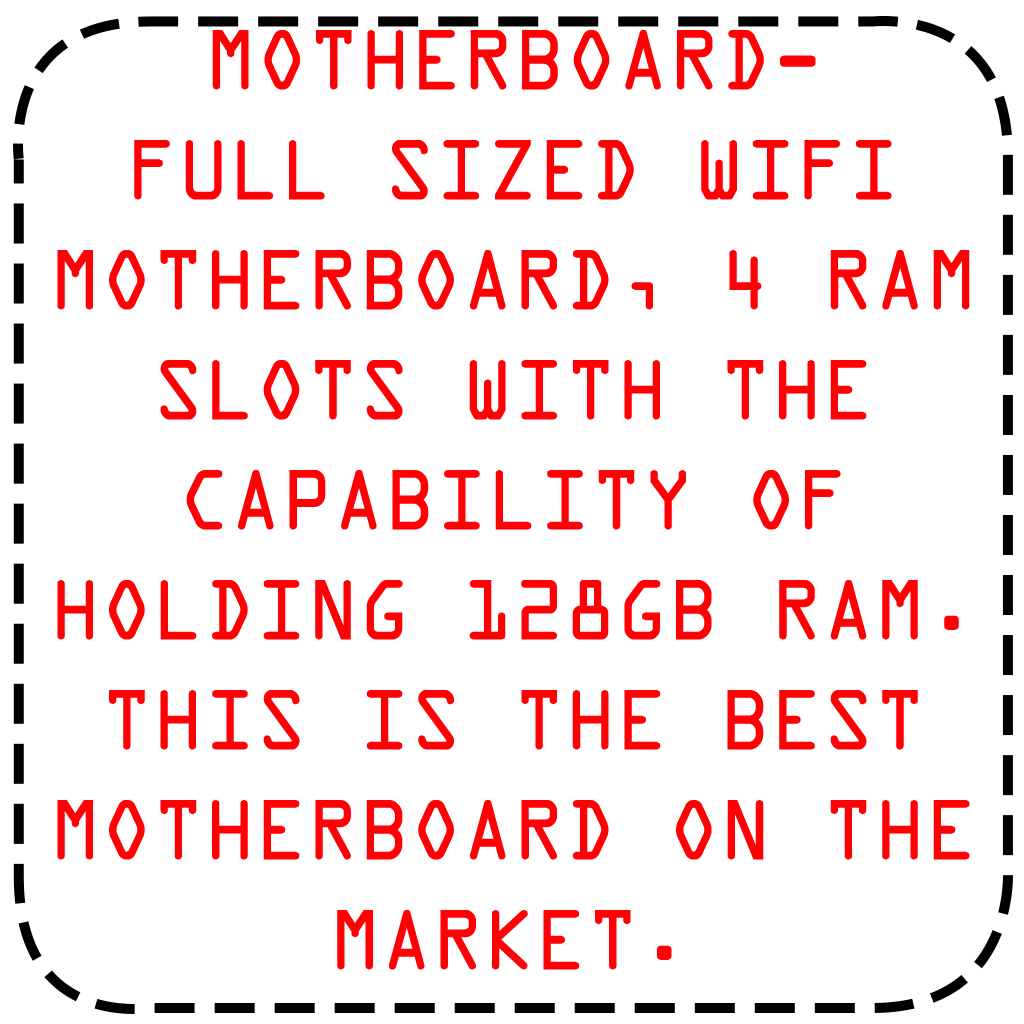 MOTHERBOARD-
FULL SIZED WIFI
MOTHERBOARD, 4 RAM
SLOTS WITH THE
CAPABILITY OF
HOLDING 128GB RAM.
THIS IS THE BEST
MOTHERBOARD ON THE
MARKET.